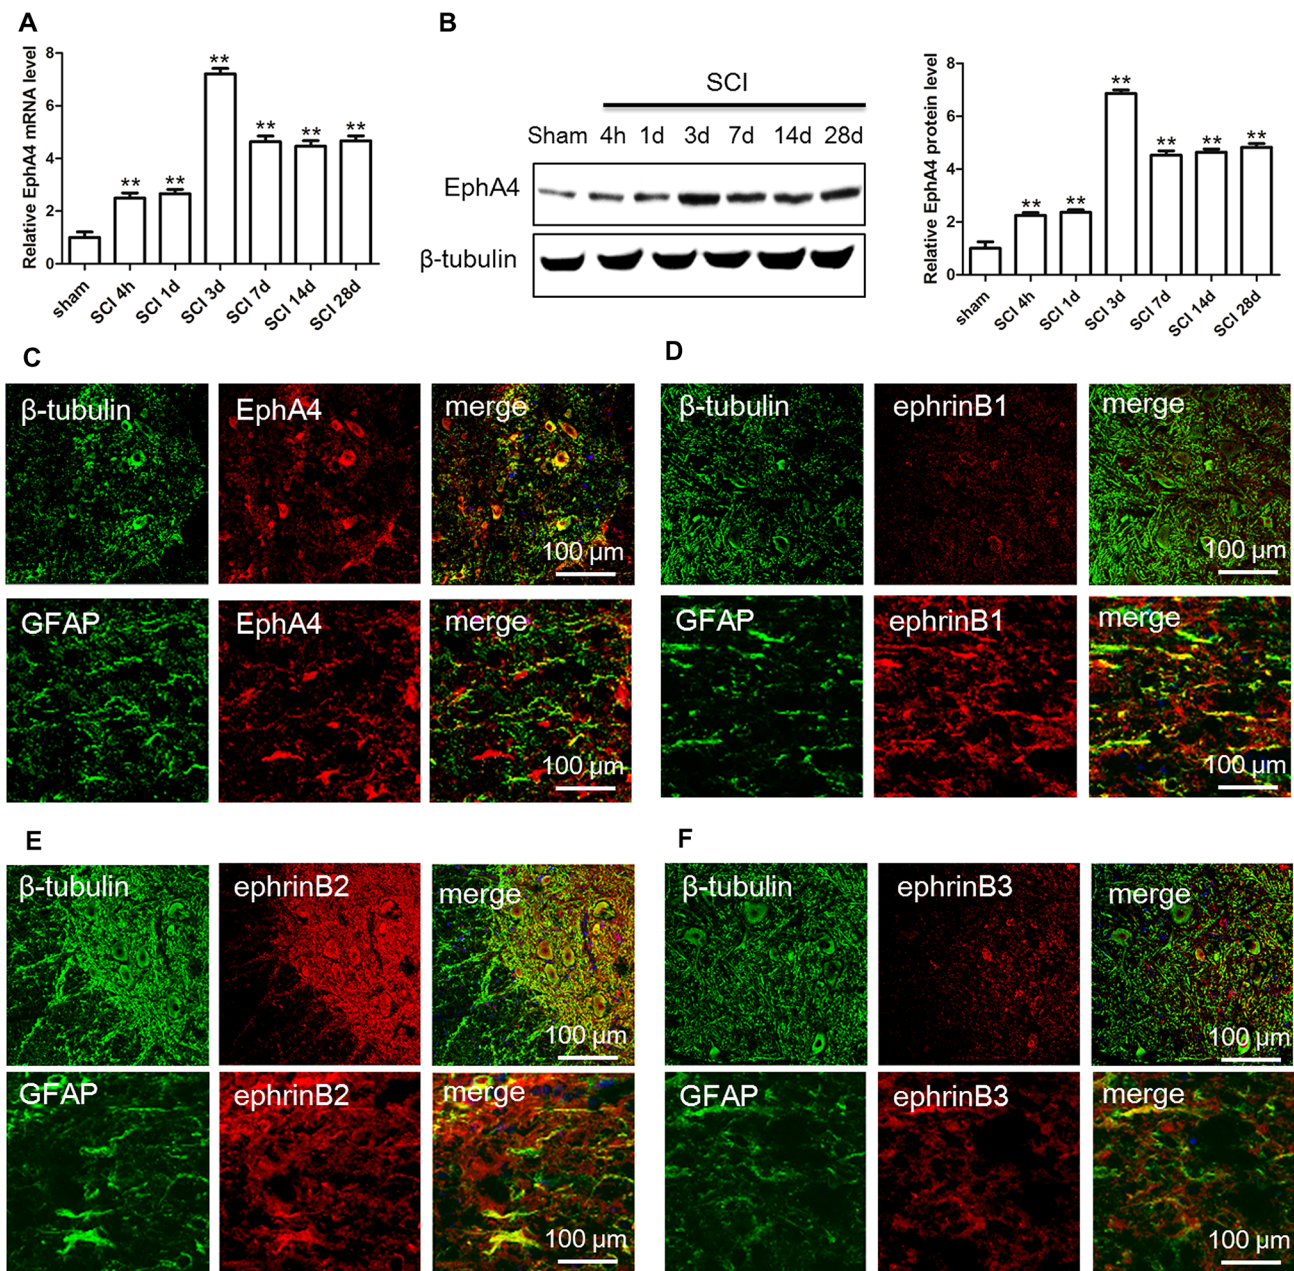 A
Relative EphA4 mRNA level
8
6
4
2
0
**
**
**
**
**
**
sham
SCI 4h
SCI 1d
SCI 3d
SCI 7d
SCI 14d
SCI 28d
B
SCI
Sham 4h 1d 3d 7d 14d 28d
EphA4
β-tubulin
Relative EphA4 protein level
8
6
4
2
0
**
**
**
**
**
**
sham
SCI 4h
SCI 1d
SCI 3d
SCI 7d
SCI 14d
SCI 28d
C
β-tubulin EphA4 merge
100 μm
GFAP EphA4 merge
100 μm
D
β-tubulin ephrinB1 merge
100 μm
GFAP ephrinB1 merge
100 μm
E
β-tubulin ephrinB2 merge
100 μm
GFAP ephrinB2 merge
100 μm
F
β-tubulin ephrinB3 merge
100 μm
GFAP ephrinB3 merge
100 μm